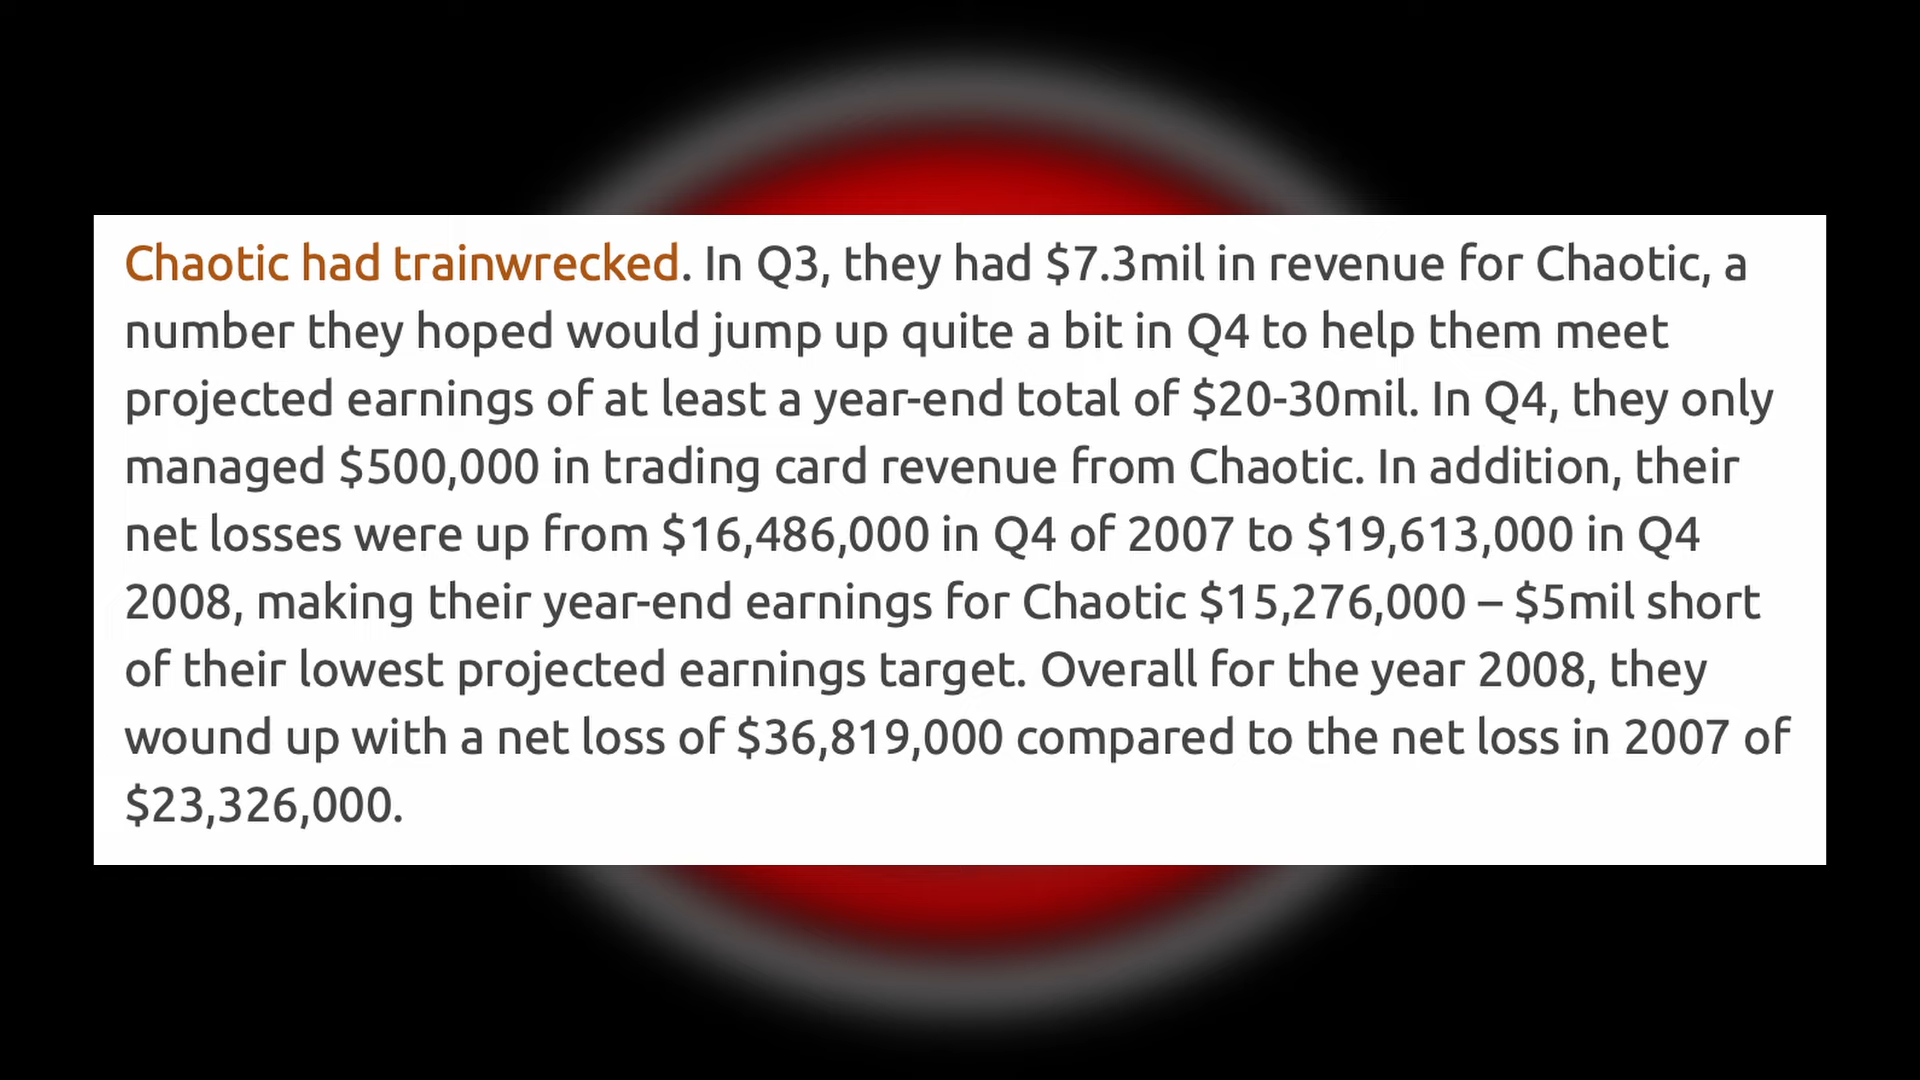 Chaotic had trainwrecked. In Q3, they had $7.3mil in revenue for Chaotic, a
number they hoped would jump up quite a bit in Q4 to help them meet
projected earnings of at least a year-end total of $20-30mil. In Q4, they only
managed $500,000 in trading card revenue from Chaotic. In addition, their
net losses were up from $16,486,000 in Q4 of 2007 to $19,613,000 in Q4
2008, making their year-end earnings for Chaotic $15,276,000 – $5mil short
of their lowest projected earnings target. Overall for the year 2008, they
wound up with a net loss of $36,819,000 compared to the net loss in 2007 of
$23,326,000.